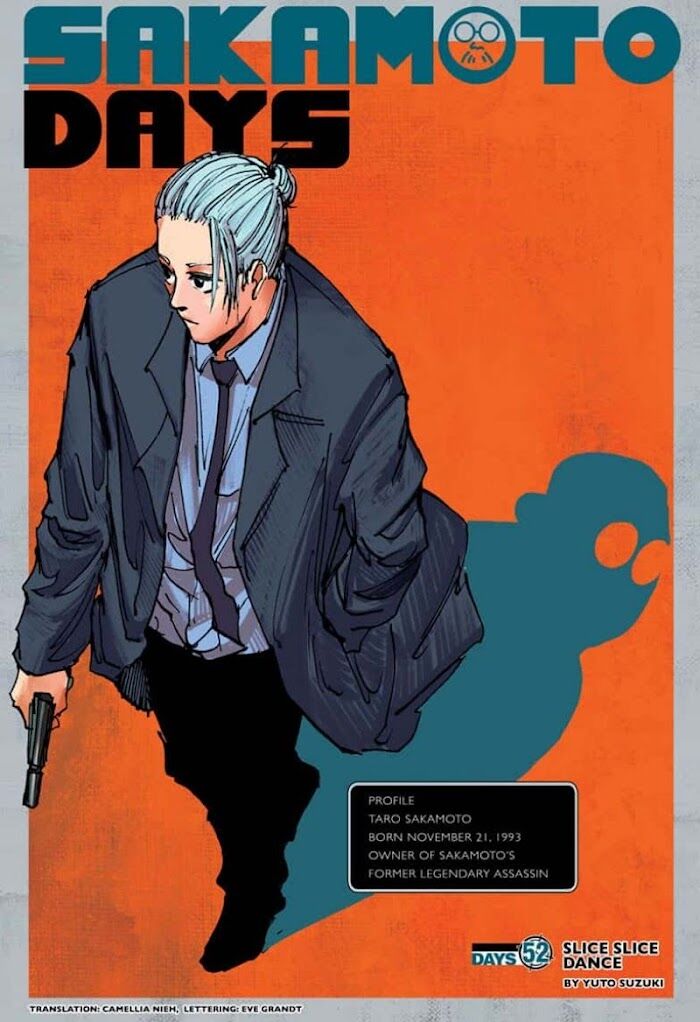 SAKAMOTO
DAYS
PROFILE
TARO SAKAMOTO
BORN NOVEMBER 21, 1993
OWNER OF SAKAMOTO'S
FORMER LEGENDARY ASSASSIN
DAYS 52 SLICE SLICE
DANCE
BY YUTO SUZUKI
TRANSLATION: CAMELLIA NIEH, LETTERING: EVE GRANDT